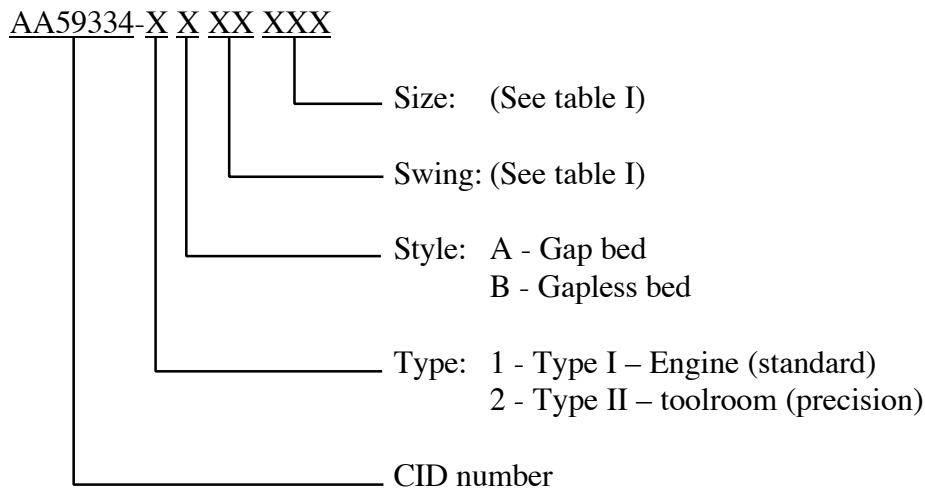 AA59334-X X XX XXX
Size: (See table I)
Swing: (See table I)
Style: A - Gap bed
B - Gapless bed
Type: 1 - Type I – Engine (standard)
2 - Type II – toolroom (precision)
CID number